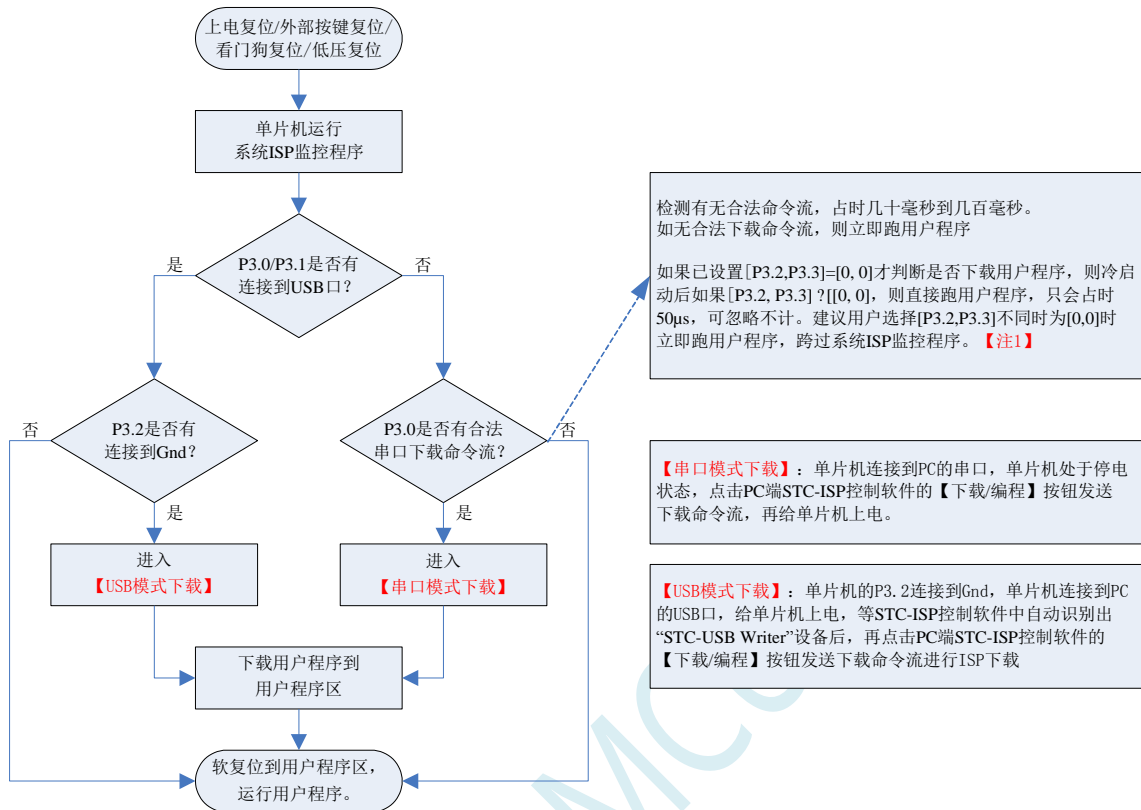 上电复位/外部按键复位/
看门狗复位/低压复位
单片机运行
系统ISP监控程序
P3.0/P3.1是否有
连接到USB口?
是
否
P3.2是否有
连接到Gnd?
否
是
P3.0是否有合法
串口下载命令流?
否
是
进入
【USB模式下载】
进入
【串口模式下载】
下载用户程序到
用户程序区
软复位到用户程序区,
运行用户程序。
检测有无合法命令流，占时几十毫秒到几百毫秒。
如无合法下载命令流，则立即跑用户程序
如果已设置[P3.2,P3.3]=[0, 0]才判断是否下载用户程序，则冷启
动后如果[P3.2, P3.3] ?[[0, 0]，则直接跑用户程序，只会占时
50μs，可忽略不计。建议用户选择[P3.2,P3.3]不同时为[0,0]时
立即跑用户程序，跨过系统ISP监控程序。【注1】
【串口模式下载】：单片机连接到PC的串口，单片机处于停电
状态，点击PC端STC-ISP控制软件的【下载/编程】按钮发送
下载命令流，再给单片机上电。
【USB模式下载】：单片机的P3.2连接到Gnd，单片机连接到PC
的USB口，给单片机上电，等STC-ISP控制软件中自动识别出
“STC-USB Writer”设备后，再点击PC端STC-ISP控制软件的
【下载/编程】按钮发送下载命令流进行ISP下载
MC